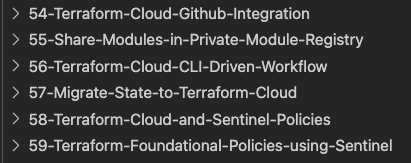 54-Terraform-Cloud-Github-Integration
55-Share-Modules-in-Private-Module-Registry
56-Terraform-Cloud-CLI-Driven-Workflow
57-Migrate-State-to-Terraform-Cloud
58-Terraform-Cloud-and-Sentinel-Policies
59-Terraform-Foundational-Policies-using-Sentinel